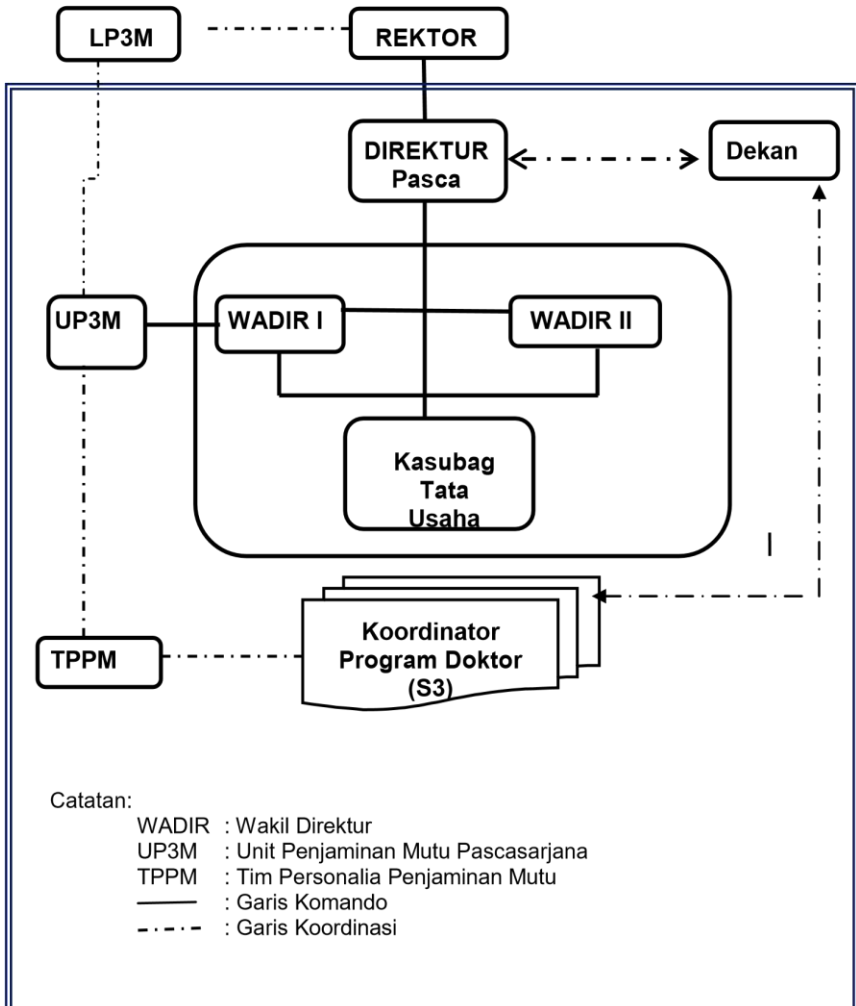 LP3M
REKTOR
DIREKTUR
Pasca
Dekan
UP3M
WADIR I
WADIR II
Kasubag
Tata
Usaha
TPPM
Koordinator
Program Doktor
(S3)
Catatan:
WADIR : Wakil Direktur
UP3M : Unit Penjaminan Mutu Pascasarjana
TPPM : Tim Personalia Penjaminan Mutu
: Garis Komando
: Garis Koordinasi